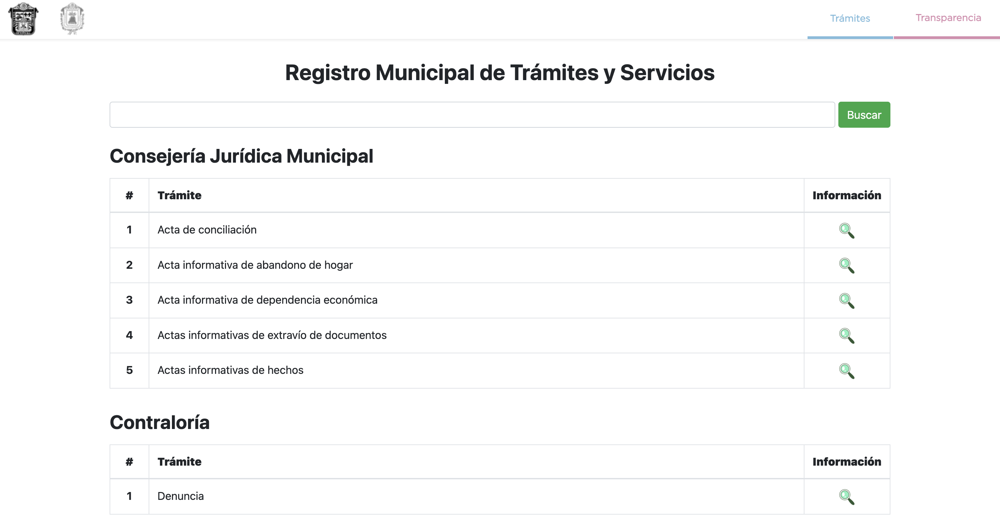 Trámites
Transparencia
Registro Municipal de Trámites y Servicios
Buscar
Consejería Jurídica Municipal
# Trámite Información
1 Acta de conciliación
2 Acta informativa de abandono de hogar
3 Acta informativa de dependencia económica
4 Actas informativas de extravío de documentos
5 Actas informativas de hechos
Contraloría
# Trámite Información
1 Denuncia